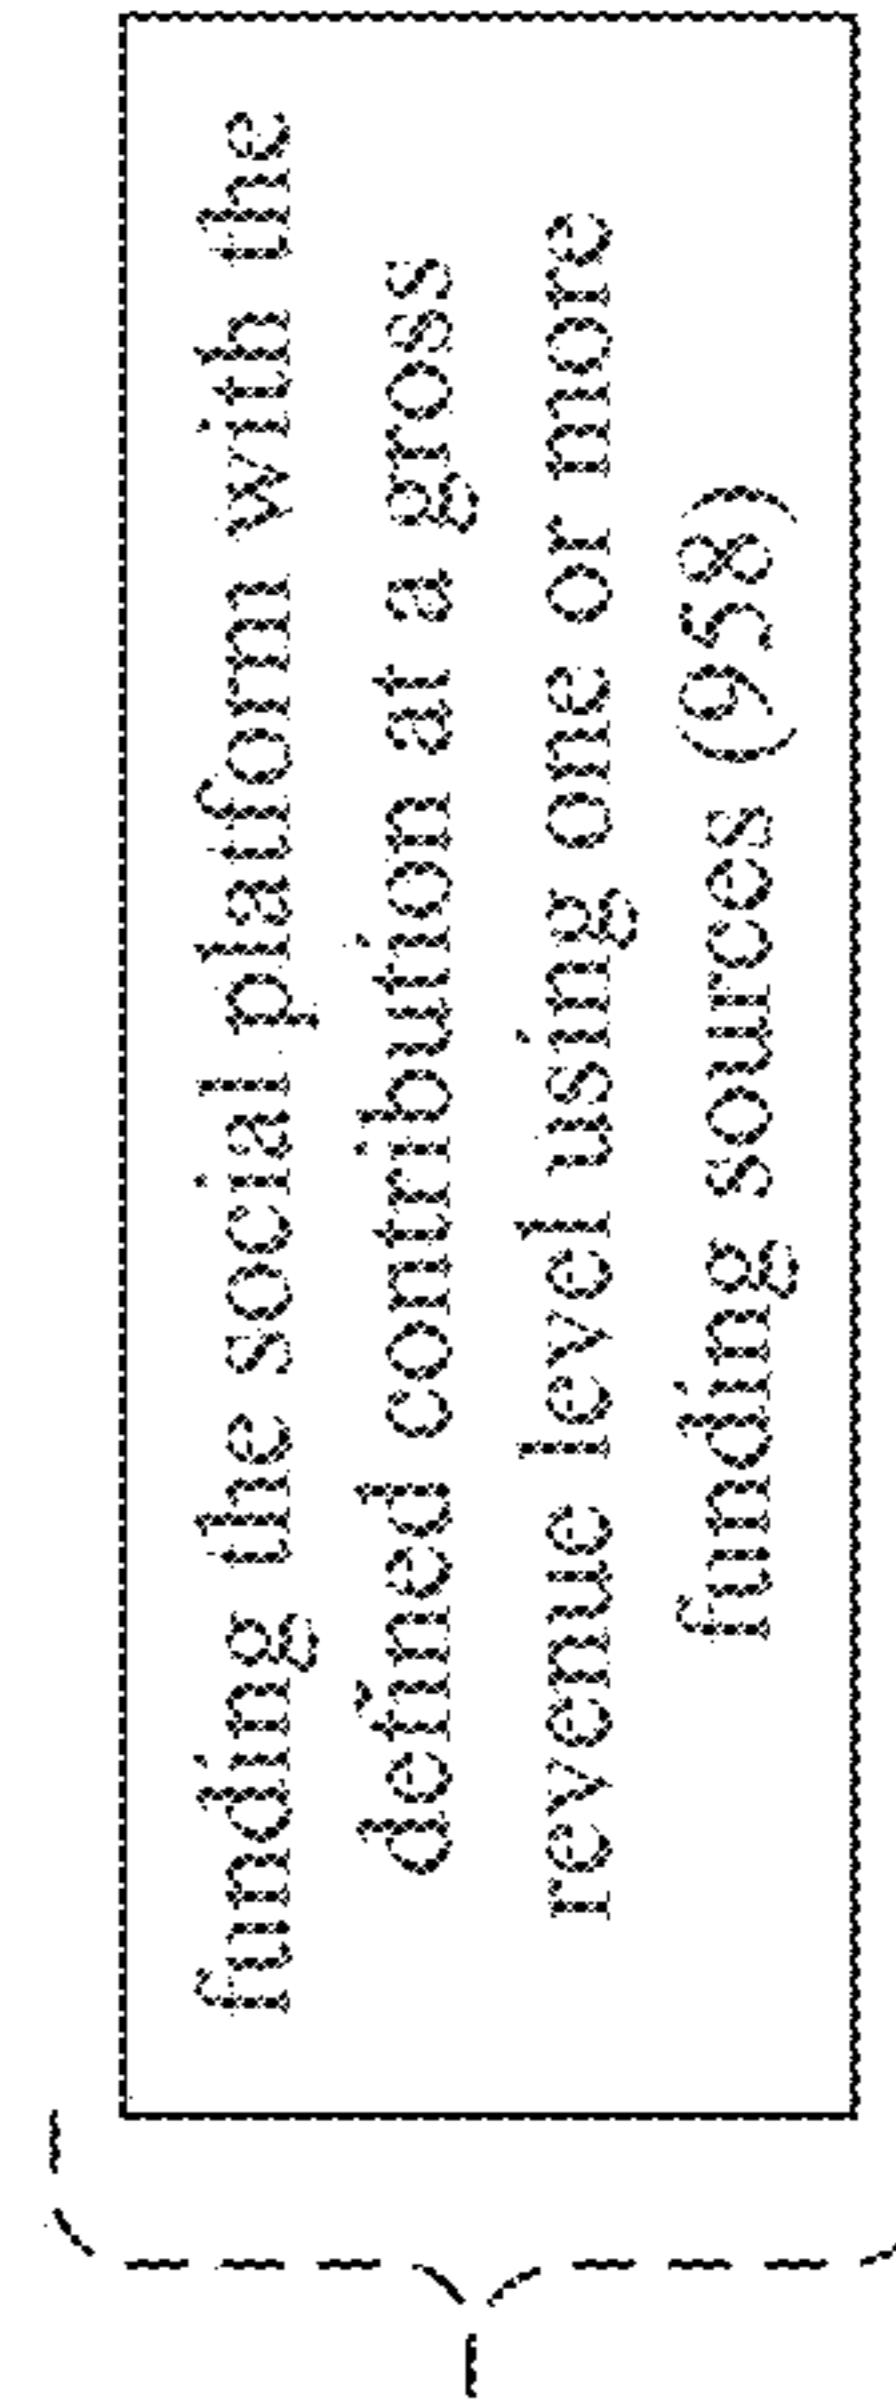 funding the social platform with the
defined contribution at a gross
revenue level using one or more
funding sources (958)